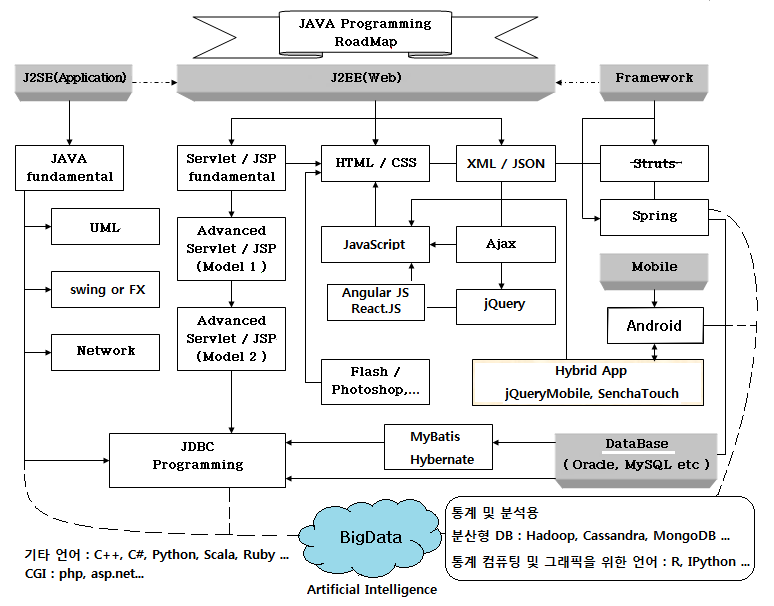 JAVA Programming
RoadMap
J2SE(Application)
J2EE(Web)
Framework
JAVA
fundamental
Servlet / JSP
fundamental
HTML / CSS
XML / JSON
Struts
UML
Advanced
Servlet / JSP
(Model 1 )
JavaScript
Ajax
Spring
swing or FX
Angular JS
React.JS
jQuery
Mobile
Network
Advanced
Servlet / JSP
(Model 2 )
Android
Flash /
Photoshop,...
Hybrid App
jQueryMobile, SenchaTouch
JDBC
Programming
MyBatis
Hybernate
DataBase
( Oracle, MySQL etc )
BigData
통계 및 분석용
분산형 DB : Hadoop, Cassandra, MongoDB ...
통계 컴퓨팅 및 그래픽을 위한 언어 : R, IPython ...
기타 언어 : C++, C#, Python, Scala, Ruby ...
CGI : php, asp.net...
Artificial Intelligence